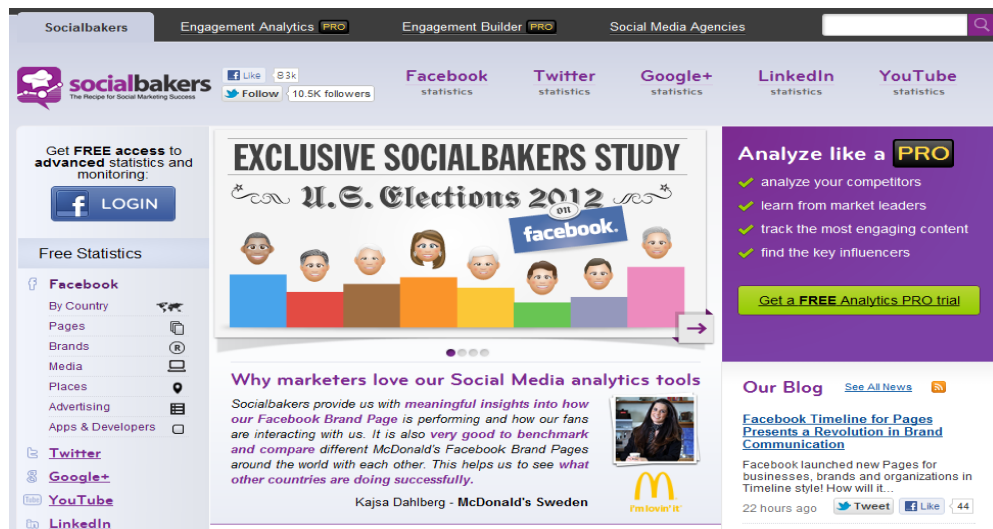 Socialbakers
Engagement Analytics PRO
Engagement Builder PRO
Social Media Agencies
socialbakers
The Recipe for Social Marketing Success
Like 83k
Follow 10.5K followers
Facebook
statistics
Twitter
statistics
Google+
statistics
LinkedIn
statistics
YouTube
statistics
Get FREE access to
advanced statistics and
monitoring:
f LOGIN
Free Statistics
Facebook
By Country
Pages
Brands
Media
Places
Advertising
Apps & Developers
Twitter
Google+
YouTube
LinkedIn
EXCLUSIVE SOCIALBAKERS STUDY
U.S. Elections 2012
on
facebook.
Why marketers love our Social Media analytics tools
Socialbakers provide us with meaningful insights into how
our Facebook Brand Page is performing and how our fans
are interacting with us. It is also very good to benchmark
and compare different McDonald's Facebook Brand Pages
around the world with each other. This helps us to see what
other countries are doing successfully.
Kajsa Dahlberg - McDonald's Sweden
i'm lovin' it
Analyze like a PRO
analyze your competitors
learn from market leaders
track the most engaging content
find the key influencers
Get a FREE Analytics PRO trial
Our Blog
See All News
Facebook Timeline for Pages
Presents a Revolution in Brand
Communication
Facebook launched new Pages for
businesses, brands and organizations in
Timeline style! How will it...
22 hours ago
Tweet
Like 44